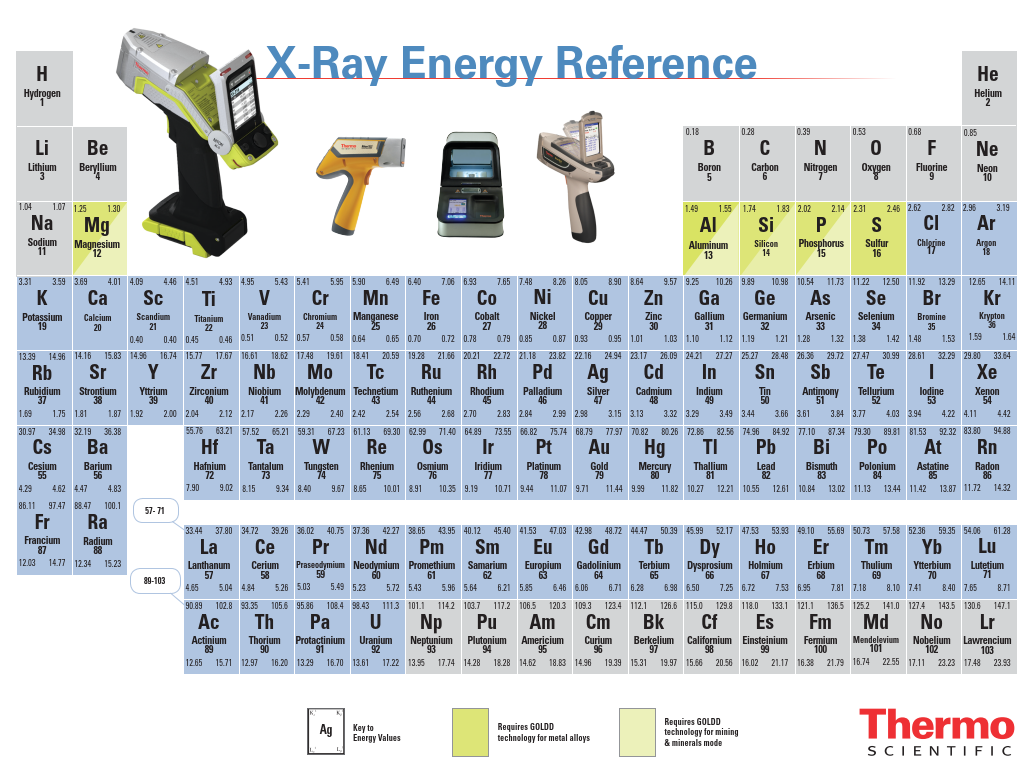 X-Ray Energy Reference
H He
Hydrogen Helium
1 2
0.18 0.28 0.39 0.53 0.68 0.85
Li Be B C N O F Ne
Lithium Beryllium Boron Carbon Nitrogen Oxygen Fluorine Neon
3 4 5 6 7 8 9 10
1.04 1.07 1.25 1.30 1.49 1.55 1.74 1.83 2.02 2.14 2.31 2.46 2.62 2.82 2.96 3.19
Na Mg Al Si P S Cl Ar
Sodium Magnesium Aluminum Silicon Phosphorus Sulfur Chlorine Argon
11 12 13 14 15 16 17 18
3.31 3.59 3.69 4.01 4.09 4.46 4.51 4.93 4.95 5.43 5.41 5.95 5.90 6.49 6.40 7.06 6.93 7.65 7.48 8.26 8.05 8.90 8.64 9.57 9.25 10.26 9.89 10.98 10.54 11.73 11.22 12.50 11.92 13.29 12.65 14.11
K Ca Sc Ti V Cr Mn Fe Co Ni Cu Zn Ga Ge As Se Br Kr
Potassium Calcium Scandium Titanium Vanadium Chromium Manganese Iron Cobalt Nickel Copper Zinc Gallium Germanium Arsenic Selenium Bromine Krypton
19 20 21 22 23 24 25 26 27 28 29 30 31 32 33 34 35 36
0.40 0.40 0.45 0.46 0.51 0.52 0.57 0.58 0.64 0.65 0.70 0.72 0.78 0.79 0.85 0.87 0.93 0.95 1.01 1.03 1.10 1.12 1.19 1.21 1.28 1.32 1.38 1.42 1.48 1.53 1.59 1.64
13.39 14.96 14.16 15.83 14.96 16.74 15.77 17.67 16.61 18.62 17.48 19.61 18.41 20.59 19.28 21.66 20.21 22.72 21.18 23.82 22.16 24.94 23.17 26.09 24.21 27.27 25.27 28.48 26.36 29.72 27.47 30.99 28.61 32.29 29.80 33.64
Rb Sr Y Zr Nb Mo Tc Ru Rh Pd Ag Cd In Sn Sb Te I Xe
Rubidium Strontium Yttrium Zirconium Niobium Molybdenum Technetium Ruthenium Rhodium Palladium Silver Cadmium Indium Tin Antimony Tellurium Iodine Xenon
37 38 39 40 41 42 43 44 45 46 47 48 49 50 51 52 53 54
1.69 1.75 1.81 1.87 1.92 2.00 2.04 2.12 2.17 2.26 2.29 2.40 2.42 2.54 2.56 2.68 2.70 2.83 2.84 2.99 2.98 3.15 3.13 3.32 3.29 3.49 3.44 3.66 3.61 3.84 3.77 4.03 3.94 4.22 4.11 4.42
30.97 34.98 32.19 36.38 55.76 63.21 57.52 65.21 59.31 67.23 61.13 69.30 62.99 71.40 64.89 73.55 66.82 75.74 68.79 77.97 70.82 80.26 72.86 82.56 74.96 84.92 77.10 87.34 79.30 89.81 81.53 92.32 83.80 94.88
Cs Ba Hf Ta W Re Os Ir Pt Au Hg Tl Pb Bi Po At Rn
Cesium Barium Hafnium Tantalum Tungsten Rhenium Osmium Iridium Platinum Gold Mercury Thallium Lead Bismuth Polonium Astatine Radon
55 56 72 73 74 75 76 77 78 79 80 81 82 83 84 85 86
4.29 4.62 4.47 4.83 7.90 9.02 8.15 9.34 8.40 9.67 8.65 10.01 8.91 10.35 9.19 10.71 9.44 11.07 9.71 11.44 9.99 11.82 10.27 12.21 10.55 12.61 10.84 13.02 11.13 13.44 11.42 13.87 11.72 14.32
86.11 97.47 88.47 100.1
Fr Ra
Francium Radium
87 88
12.03 14.77 12.34 15.23
57- 71
33.44 37.80 34.72 39.26 36.02 40.75 37.36 42.27 38.65 43.95 40.12 45.40 41.53 47.03 42.98 48.72 44.47 50.39 45.99 52.17 47.53 53.93 49.10 55.69 50.73 57.58 52.36 59.35 54.06 61.28
La Ce Pr Nd Pm Sm Eu Gd Tb Dy Ho Er Tm Yb Lu
Lanthanum Cerium Praseodymium Neodymium Promethium Samarium Europium Gadolinium Terbium Dysprosium Holmium Erbium Thulium Ytterbium Lutetium
57 58 59 60 61 62 63 64 65 66 67 68 69 70 71
4.65 5.04 4.84 5.26 5.03 5.49 5.23 5.72 5.43 5.96 5.64 6.21 5.85 6.46 6.06 6.71 6.28 6.98 6.50 7.25 6.72 7.53 6.95 7.81 7.18 8.10 7.41 8.40 7.65 8.71
89-103
90.89 102.8 93.35 105.6 95.86 108.4 98.43 111.3 101.1 114.2 103.7 117.2 106.5 120.3 109.3 123.4 112.1 126.6 115.0 129.8 118.0 133.1 121.1 136.5 125.2 141.0 127.4 143.5 130.6 147.1
Ac Th Pa U Np Pu Am Cm Bk Cf Es Fm Md No Lr
Actinium Thorium Protactinium Uranium Neptunium Plutonium Americium Curium Berkelium Californium Einsteinium Fermium Mendelevium Nobelium Lawrencium
89 90 91 92 93 94 95 96 97 98 99 100 101 102 103
12.65 15.71 12.97 16.20 13.29 16.70 13.61 17.22 13.95 17.74 14.28 18.28 14.62 18.83 14.96 19.39 15.31 19.97 15.66 20.56 16.02 21.17 16.38 21.79 16.74 22.55 17.11 23.23 17.48 23.93
Ag
Key to
Energy Values
Requires GOLDD
technology for metal alloys
Requires GOLDD
technology for mining
& minerals mode
Thermo
SCIENTIFIC